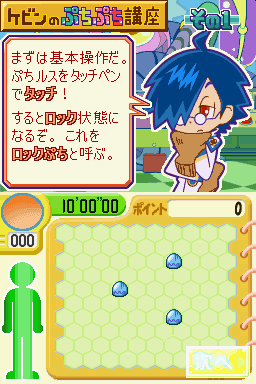 ケビンのぷちぷち講座
その1
まずは基本操作だ。
ぷちルスをタッチペン
でタッチ！
するとロック状態に
なるぞ。これを
ロックぷちと呼ぶ。
10'00"00
ポイント 0
000
次へ